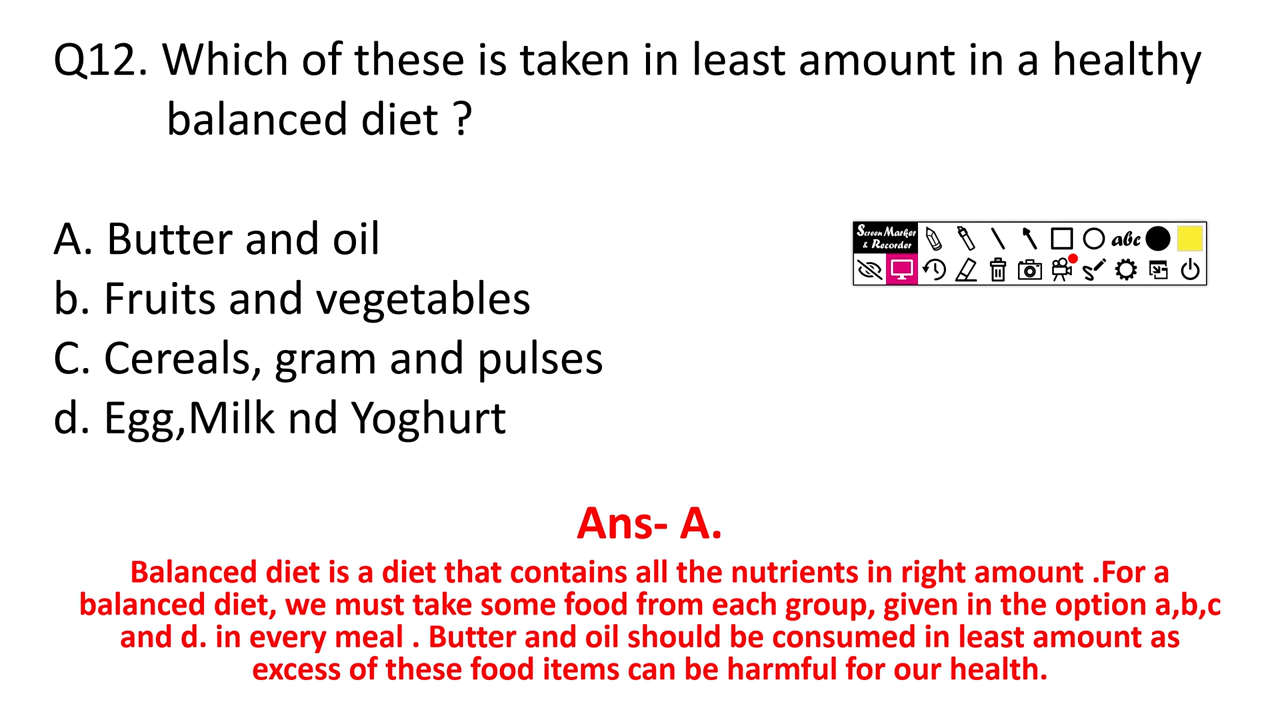 Q12. Which of these is taken in least amount in a healthy
balanced diet ?
A. Butter and oil
b. Fruits and vegetables
C. Cereals, gram and pulses
d. Egg,Milk nd Yoghurt
Screen Marker
& Recorder
abc
Ans- A.
Balanced diet is a diet that contains all the nutrients in right amount .For a
balanced diet, we must take some food from each group, given in the option a,b,c
and d. in every meal . Butter and oil should be consumed in least amount as
excess of these food items can be harmful for our health.